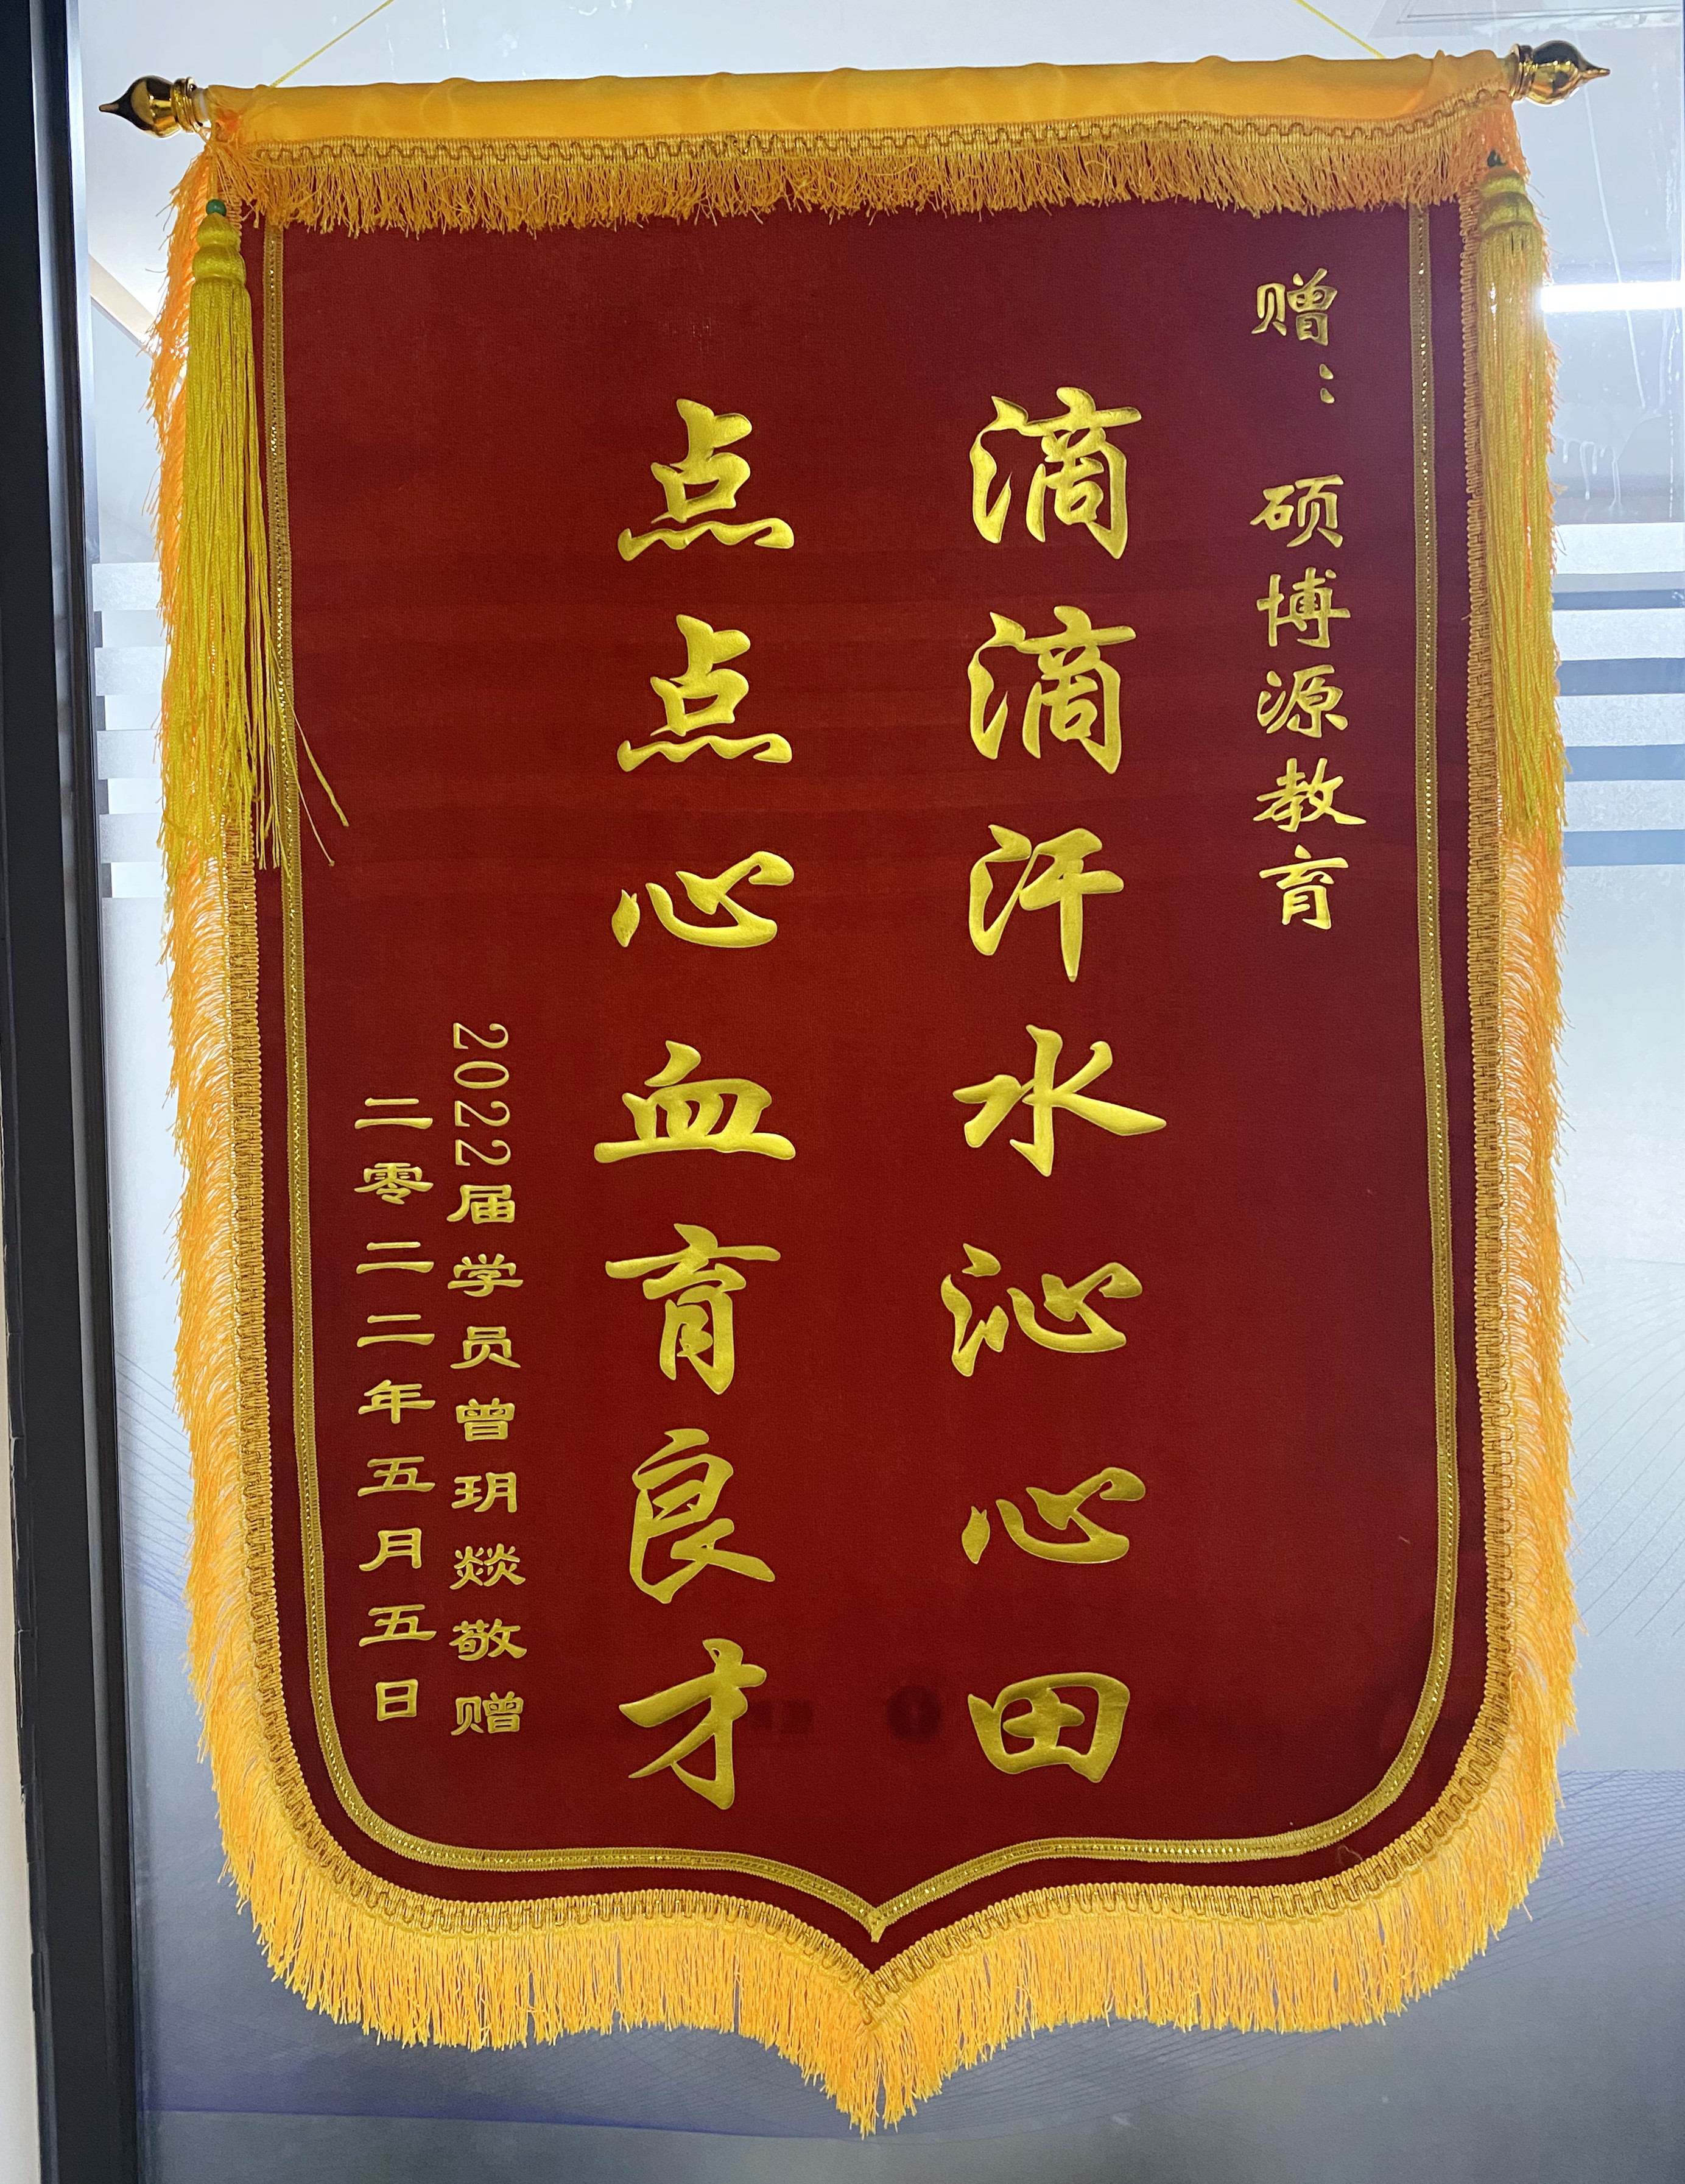 赠：硕博源教育
滴滴汗水沁心田
点点心血育良才
2022届学员曾玥燚敬赠
二零二二年五月五日